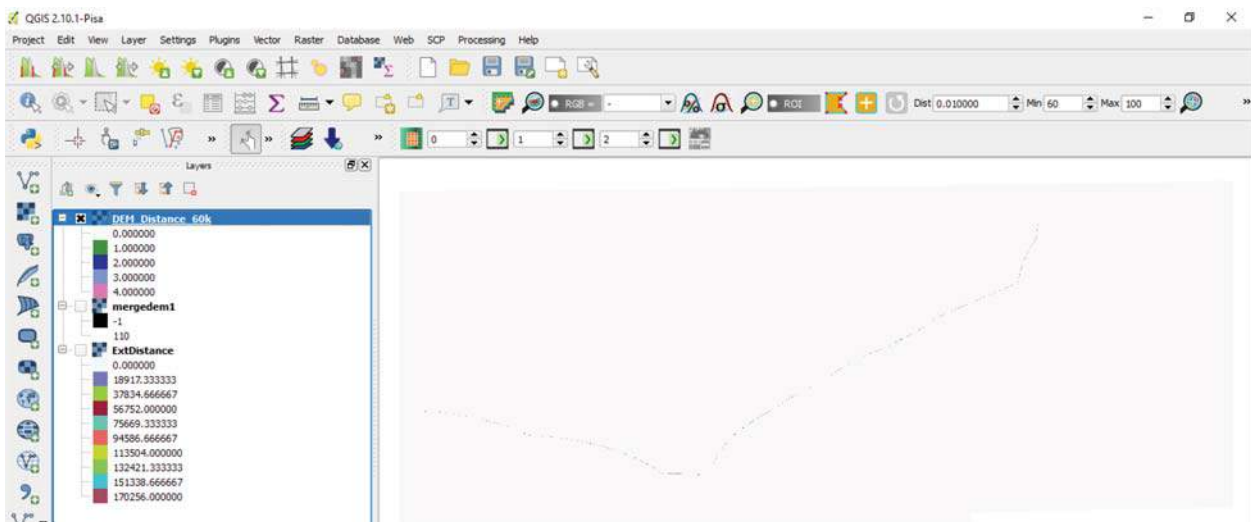 QGIS 2.10.1-Pisa
Project Edit View Layer Settings Plugins Vector Raster Database Web SCP Processing Help
RGB = - ROI Dist 0.010000 Min 60 Max 100 »
» » » 0 1 2
Layers
DEM_Distance_60k
0.000000
1.000000
2.000000
3.000000
4.000000
mergedem1
-1
110
ExtDistance
0.000000
18917.333333
37834.666667
56752.000000
75669.333333
94586.666667
113504.000000
132421.333333
151338.666667
170256.000000